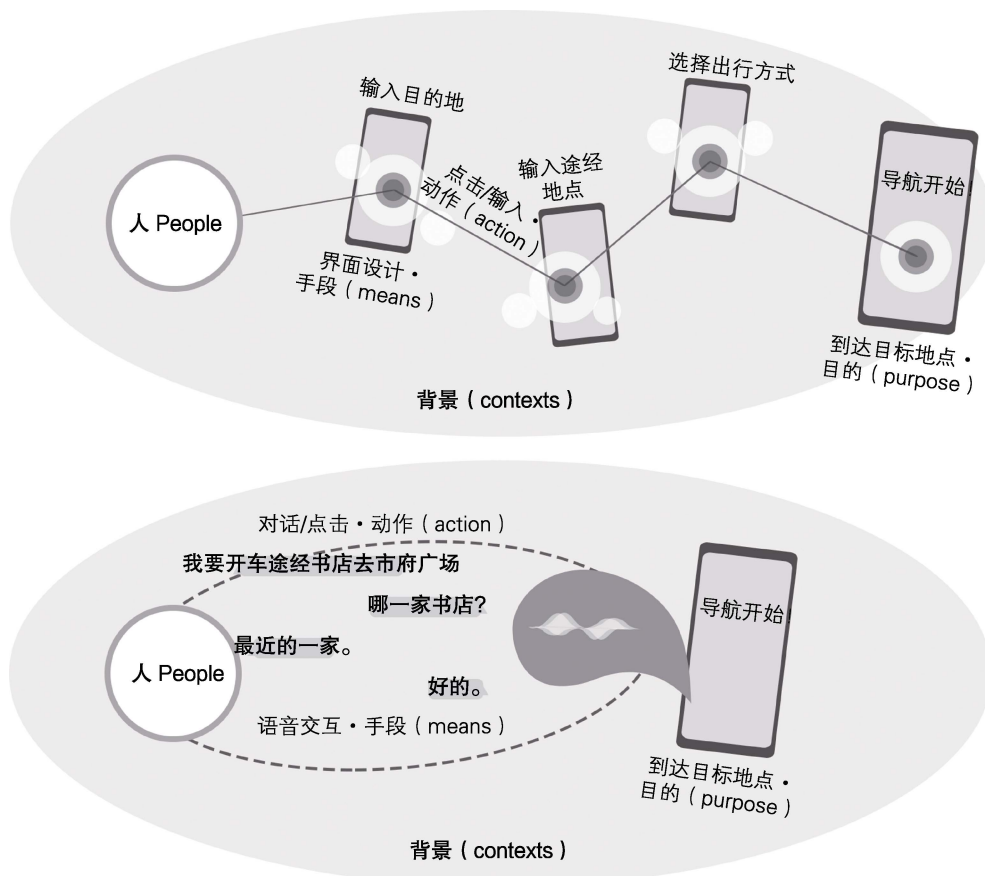 输入目的地
选择出行方式
人 People
点击/输入·
动作（action）
输入途经
地点
导航开始！
界面设计·
手段（means）
到达目标地点·
目的（purpose）
背景（contexts）
对话/点击·动作（action）
我要开车途经书店去市府广场
哪一家书店?
导航开始！
最近的一家。
人 People
好的。
语音交互·手段（means）
到达目标地点·
目的（purpose）
背景（contexts）